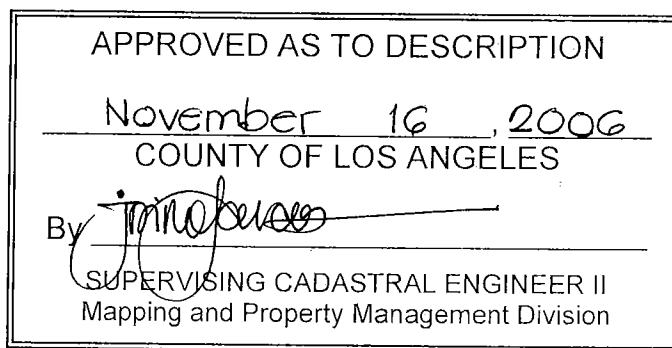 APPROVED AS TO DESCRIPTION
November 16, 2006
COUNTY OF LOS ANGELES
By
SUPERVISING CADASTRAL ENGINEER II
Mapping and Property Management Division